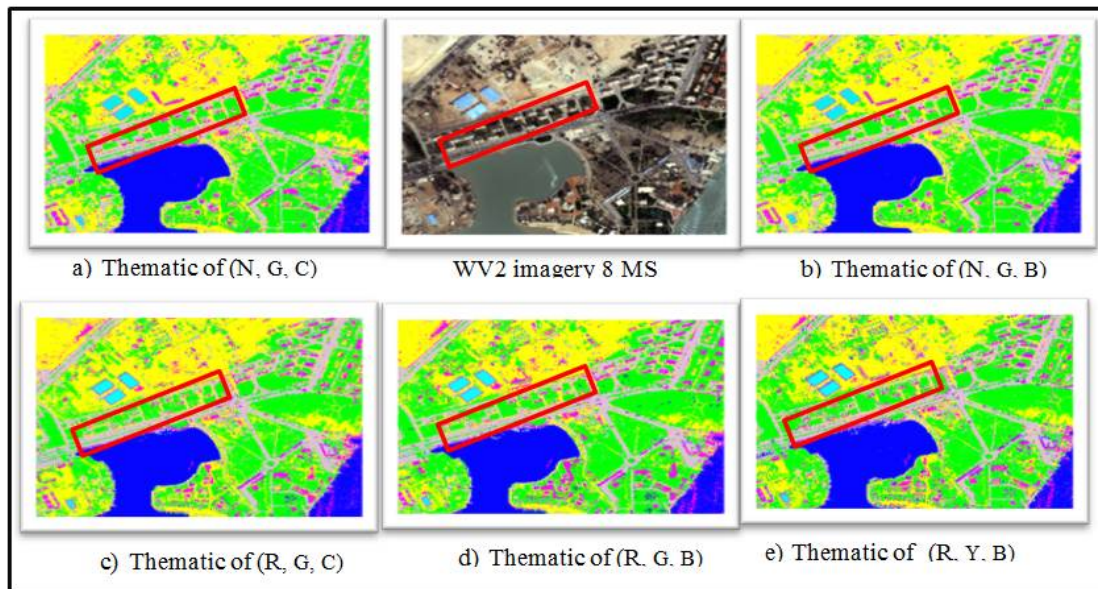 a) Thematic of (N, G, C)
WV2 imagery 8 MS
b) Thematic of (N. G. B)
c) Thematic of (R, G, C)
d) Thematic of (R. G. B)
e) Thematic of (R. Y. B)